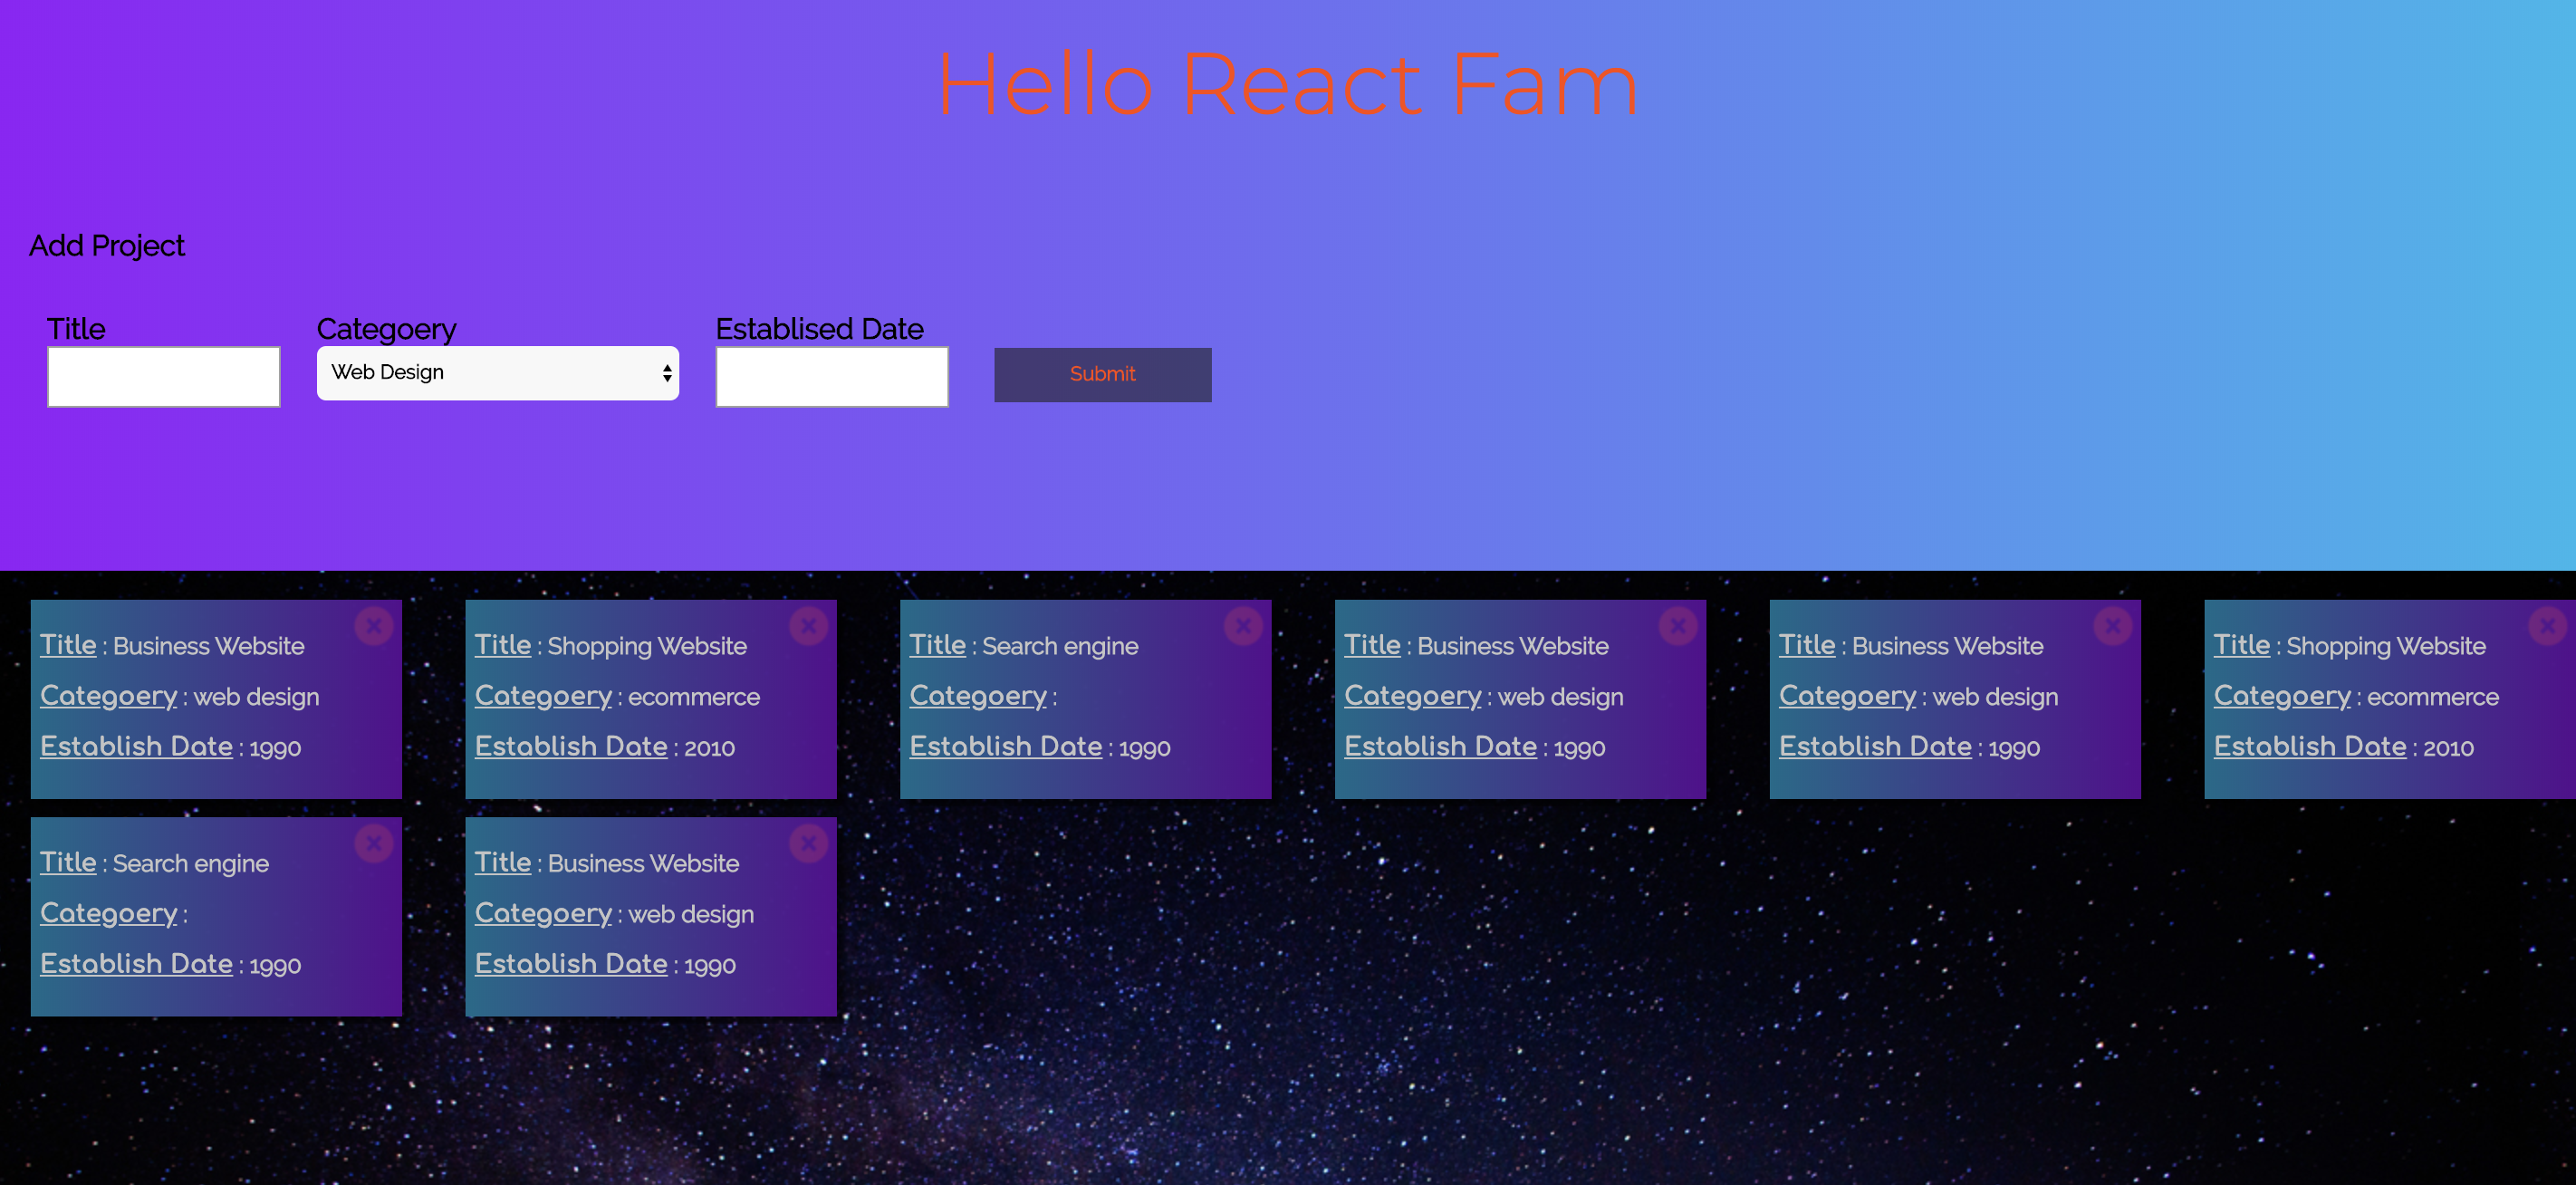 Hello React Fam
Add Project
Title
Categoery
Establised Date
Web Design
Submit
Title : Business Website
Categoery : web design
Establish Date : 1990
Title : Shopping Website
Categoery : ecommerce
Establish Date : 2010
Title : Search engine
Categoery :
Establish Date : 1990
Title : Business Website
Categoery : web design
Establish Date : 1990
Title : Business Website
Categoery : web design
Establish Date : 1990
Title : Shopping Website
Categoery : ecommerce
Establish Date : 2010
Title : Search engine
Categoery :
Establish Date : 1990
Title : Business Website
Categoery : web design
Establish Date : 1990